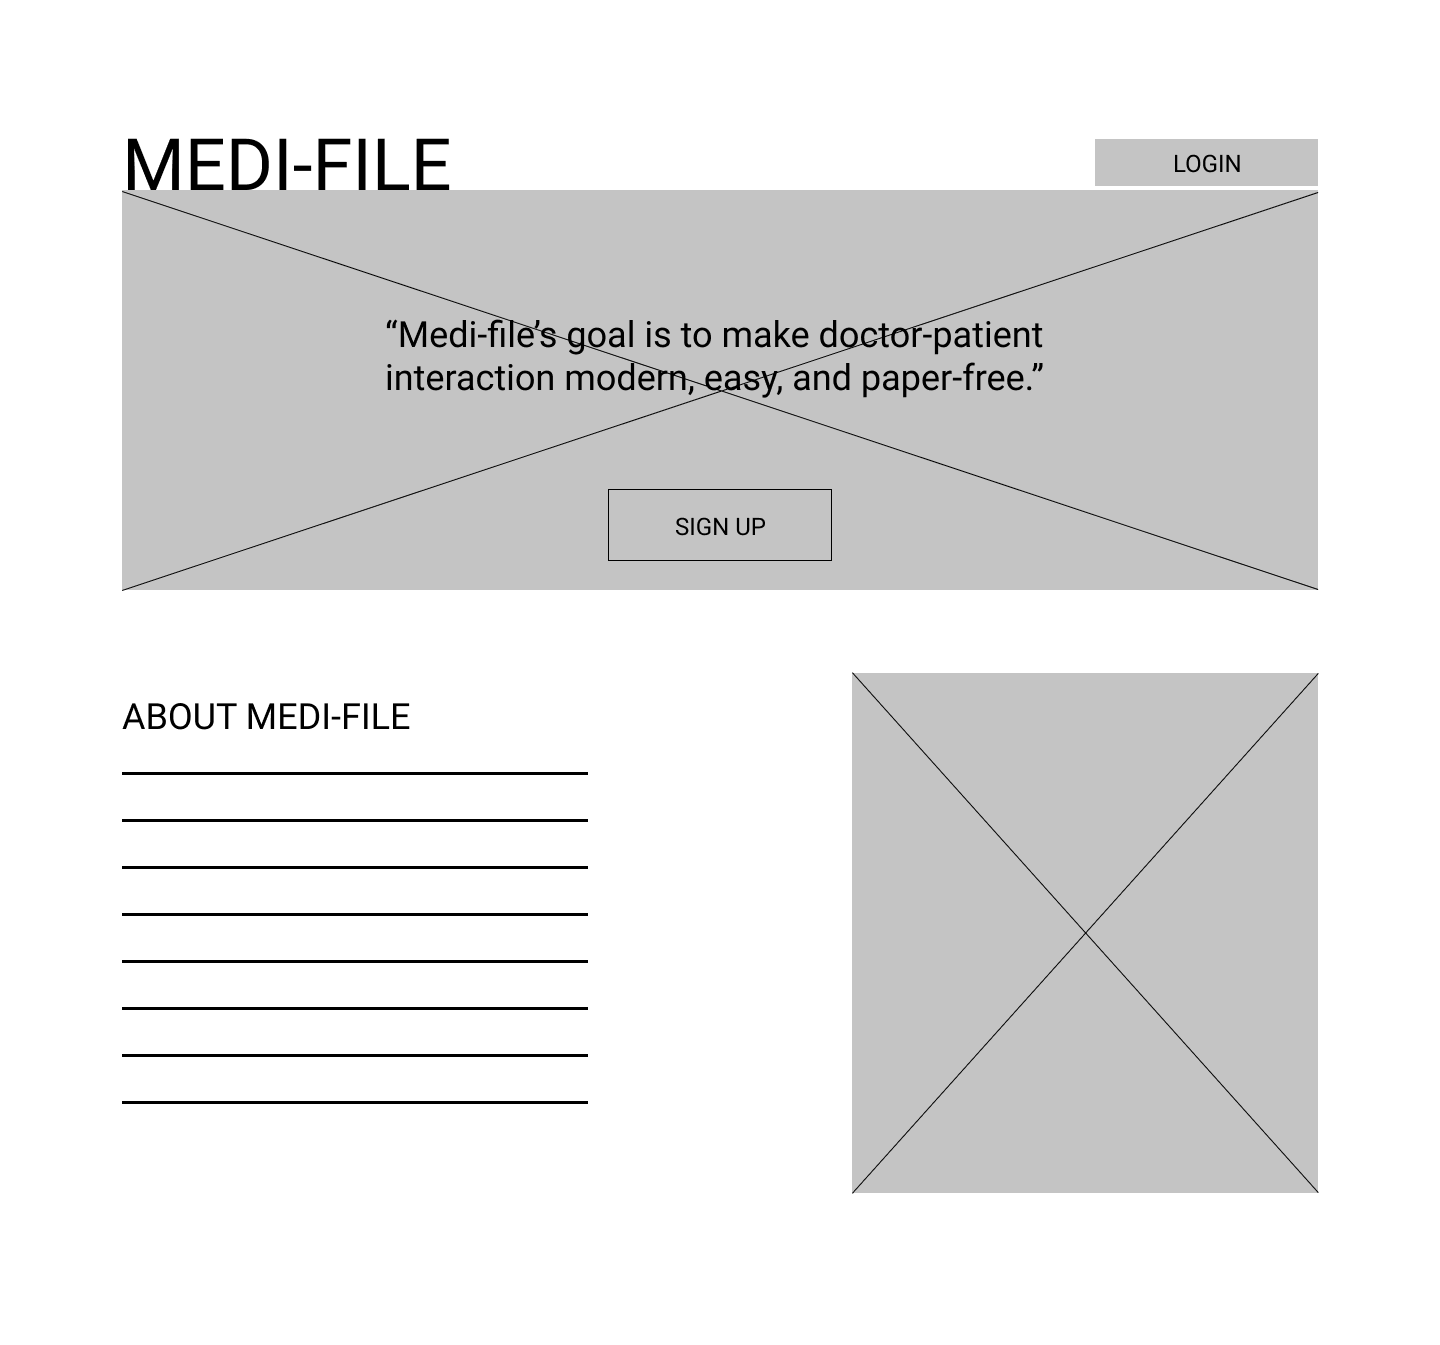 MEDI-FILE
LOGIN
“Medi-file’s goal is to make doctor-patient
interaction modern, easy, and paper-free.”
SIGN UP
ABOUT MEDI-FILE